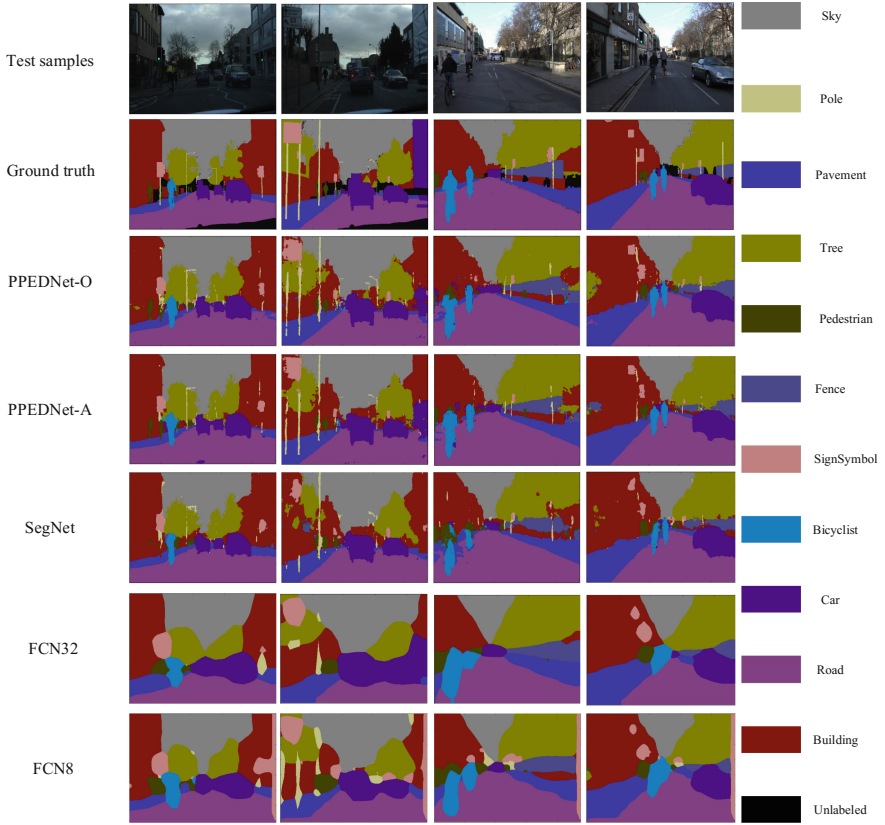 Test samples
Ground truth
PPEDNet-O
PPEDNet-A
SegNet
FCN32
FCN8
Sky
Pole
Pavement
Tree
Pedestrian
Fence
SignSymbol
Bicyclist
Car
Road
Building
Unlabeled